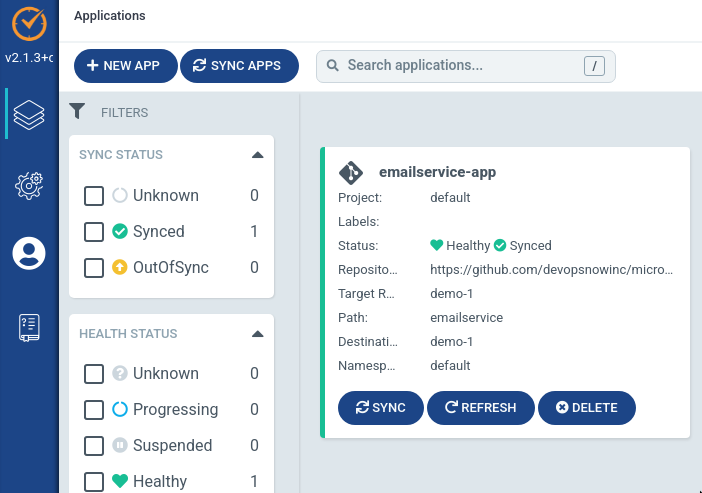 v2.1.3+c
Applications
NEW APP
SYNC APPS
Search applications...
/
FILTERS
SYNC STATUS
Unknown 0
Synced 1
OutOfSync 0
HEALTH STATUS
Unknown 0
Progressing 0
Suspended 0
Healthy 1
emailservice-app
Project: default
Labels:
Status: Healthy Synced
Reposito... https://github.com/devopsnowinc/micro...
Target R... demo-1
Path: emailservice
Destinati... demo-1
Namesp... default
SYNC
REFRESH
DELETE